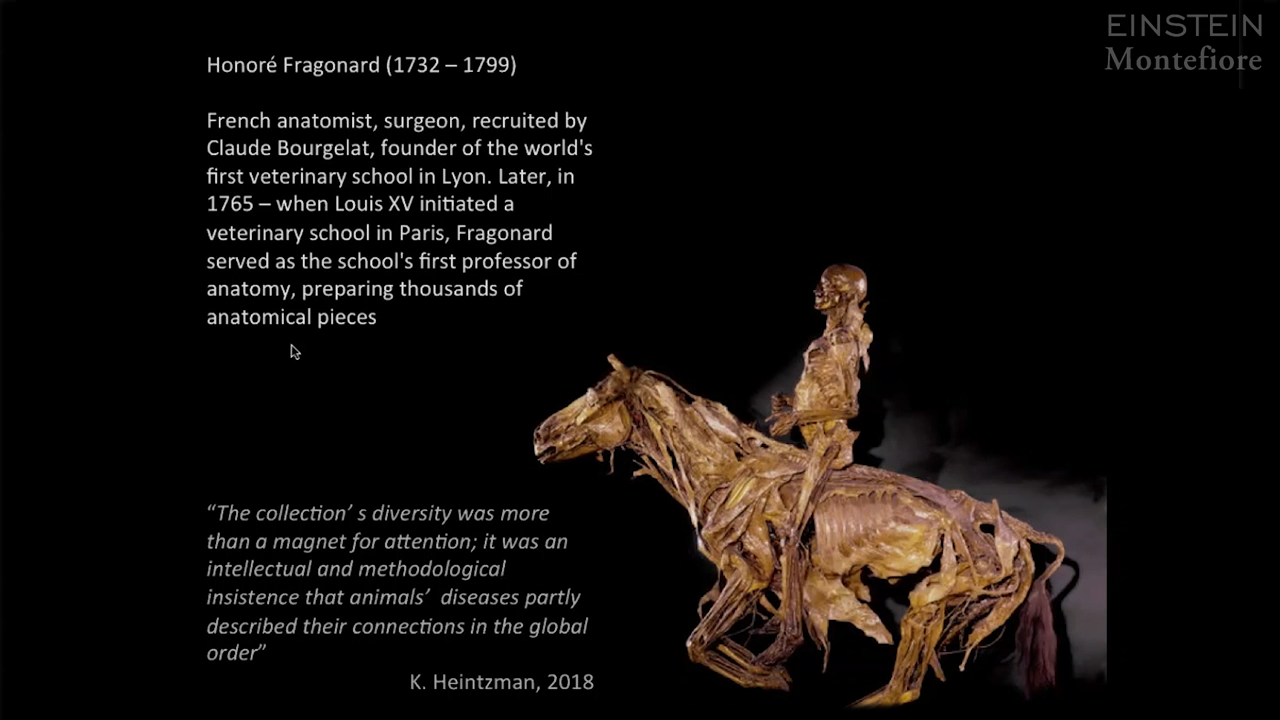 EINSTEIN
Montefiore
Honoré Fragonard (1732 – 1799)
French anatomist, surgeon, recruited by
Claude Bourgelat, founder of the world's
first veterinary school in Lyon. Later, in
1765 – when Louis XV initiated a
veterinary school in Paris, Fragonard
served as the school's first professor of
anatomy, preparing thousands of
anatomical pieces
“The collection’ s diversity was more
than a magnet for attention; it was an
intellectual and methodological
insistence that animals’  diseases partly
described their connections in the global
order”
K. Heintzman, 2018